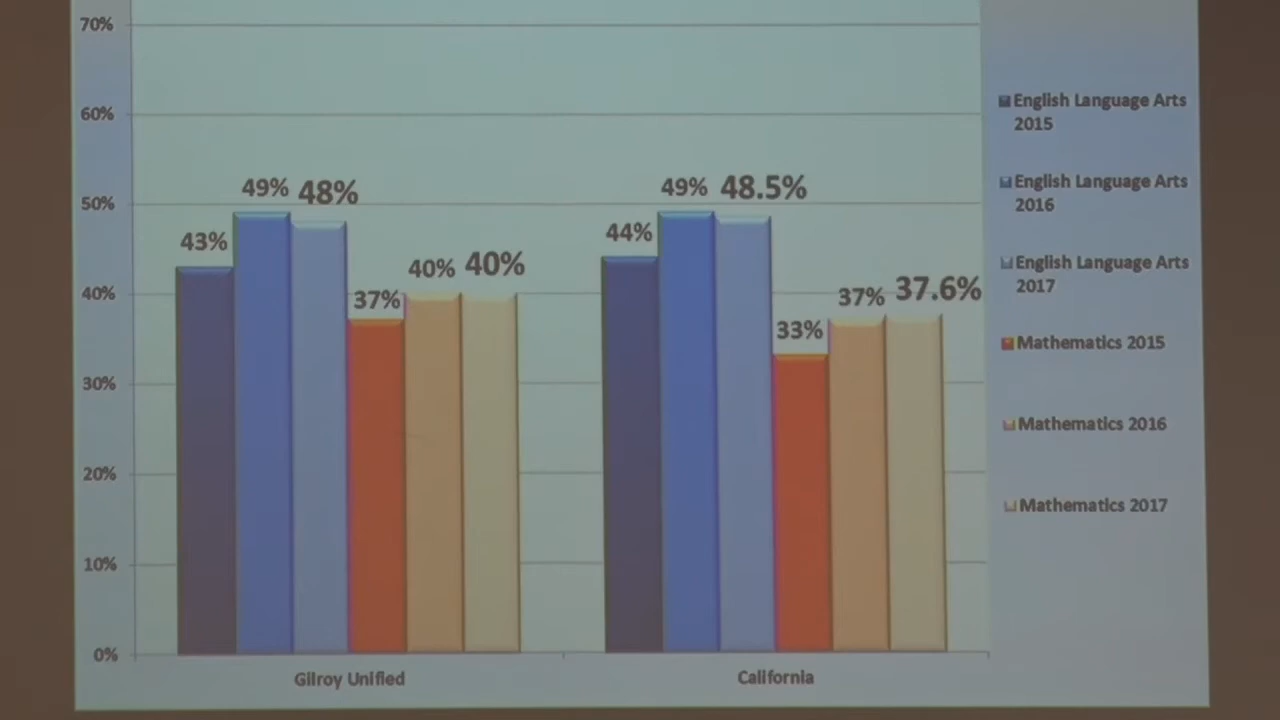 70%
60%
50%
40%
30%
20%
10%
0%
43%
49%
48%
37%
40%
40%
44%
49%
48.5%
33%
37%
37.6%
Gilroy Unified
California
English Language Arts
2015
English Language Arts
2016
English Language Arts
2017
Mathematics 2015
Mathematics 2016
Mathematics 2017